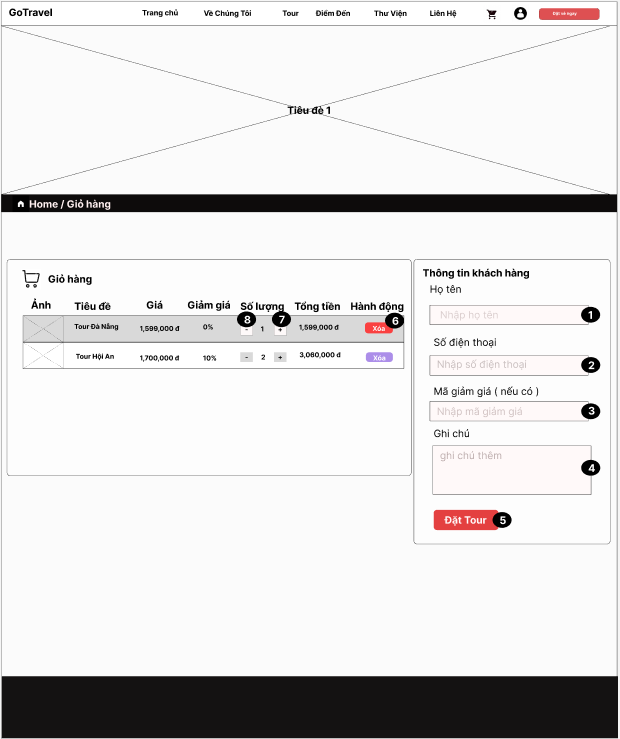 GoTravel
Trang chủ Về Chúng Tôi Tour Điểm Đến Thư Viện Liên Hệ Đặt vé ngay
Tiêu đề 1
Home / Giỏ hàng
Giỏ hàng
Ảnh Tiêu đề Giá Giảm giá Số lượng Tổng tiền Hành động
8 7 6
Tour Đà Nẵng 1,599,000 đ 0% - 1 + 1,599,000 đ Xóa
Tour Hội An 1,700,000 đ 10% - 2 + 3,060,000 đ Xóa
Thông tin khách hàng
Họ tên
Nhập họ tên 1
Số điện thoại
Nhập số điện thoại 2
Mã giảm giá ( nếu có )
Nhập mã giảm giá 3
Ghi chú
ghi chú thêm 4
Đặt Tour 5